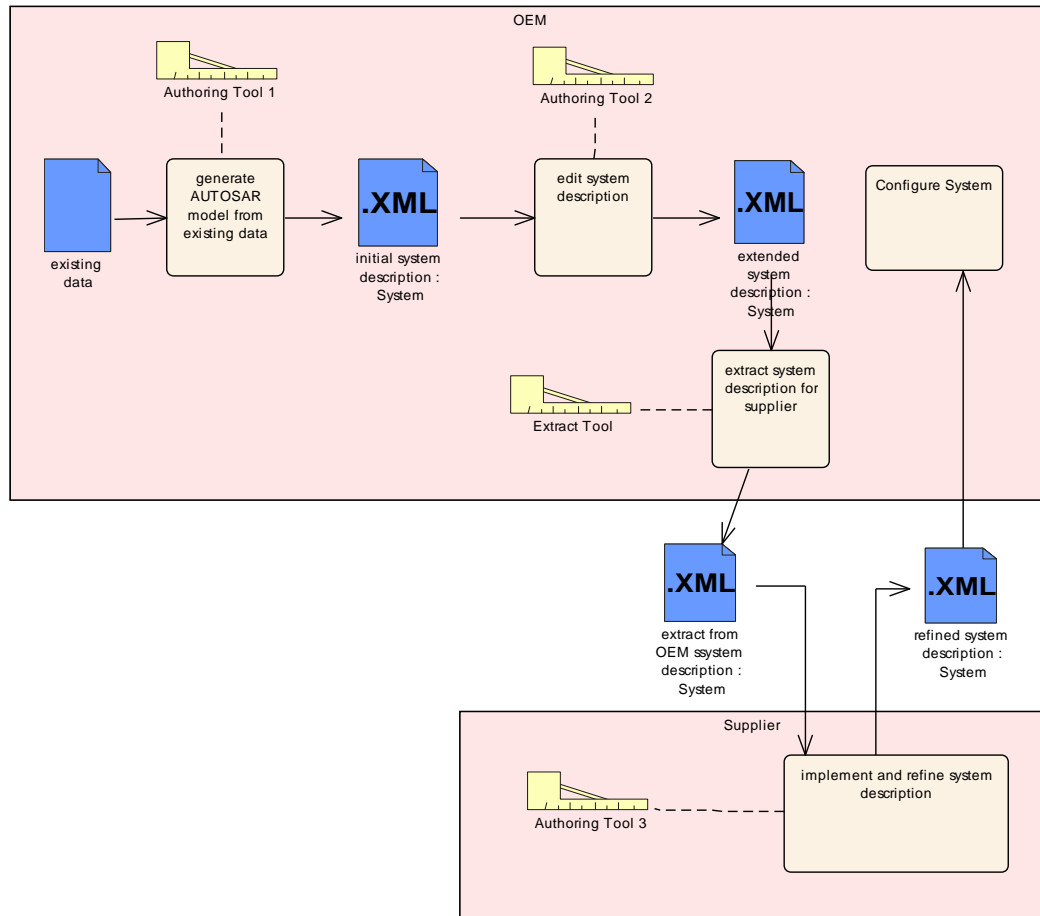 OEM
Authoring Tool 1
Authoring Tool 2
generate
AUTOSAR
model from
existing data
.XML
edit system
description
.XML
Configure System
existing
data
initial system
description :
System
extended
system
description :
System
extract system
description for
supplier
Extract Tool
.XML
.XML
extract from
OEM ssystem
description :
System
refined system
description :
System
Supplier
implement and refine system
description
Authoring Tool 3